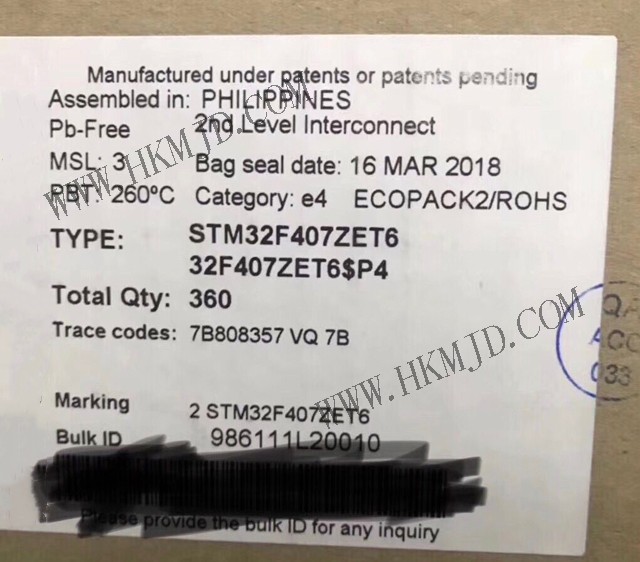 Manufactured under patents or patents pending
Assembled in: PHILIPPINES
Pb-Free 2nd Level Interconnect
MSL: 3 Bag seal date: 16 MAR 2018
PBT: 260ºC Category: e4 ECOPACK2/ROHS
TYPE: STM32F407ZET6
32F407ZET6$P4
Total Qty: 360
Trace codes: 7B808357 VQ 7B
Marking 2 STM32F407ZET6
Bulk ID 986111L20010
Please provide the bulk ID for any inquiry
WWW.HKMJD.COM
WWW.HKMJD.COM
QA
ACC
033